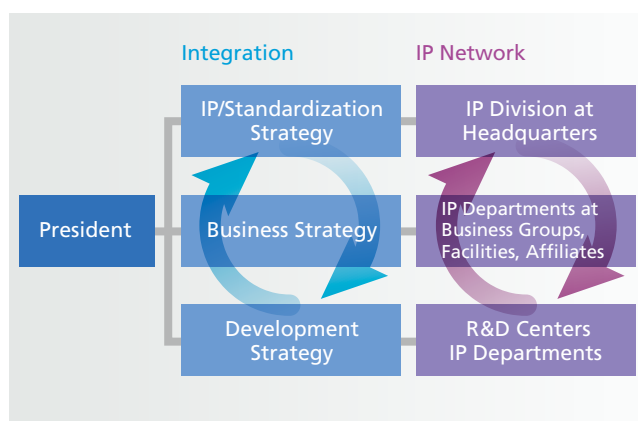 Integration
IP Network
IP/Standardization
Strategy
IP Division at
Headquarters
President
Business Strategy
IP Departments at
Business Groups,
Facilities, Affiliates
Development
Strategy
R&D Centers
IP Departments